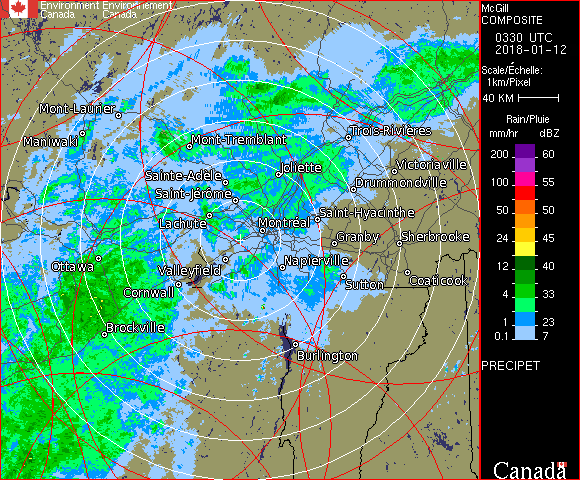 Environment Environnement
Canada Canada
McGill
COMPOSITE
0330 UTC
2018-01-12
Scale/Échelle:
1km/Pixel
40 KM
Rain/Pluie
mm/hr dBZ
200 60
100 55
50 50
24 45
12 40
4 33
1 23
0.1 7
PRECIPET
Canada
Mont-Laurier
Maniwaki
Mont-Tremblant
Trois-Rivières
Victoriaville
Sainte-Adèle
Joliette
Drummondville
Saint-Jérôme
Lachute
Montréal
Saint-Hyacinthe
Granby
Sherbrooke
Ottawa
Valleyfield
Napierville
Coaticook
Cornwall
Sutton
Brockville
Burlington